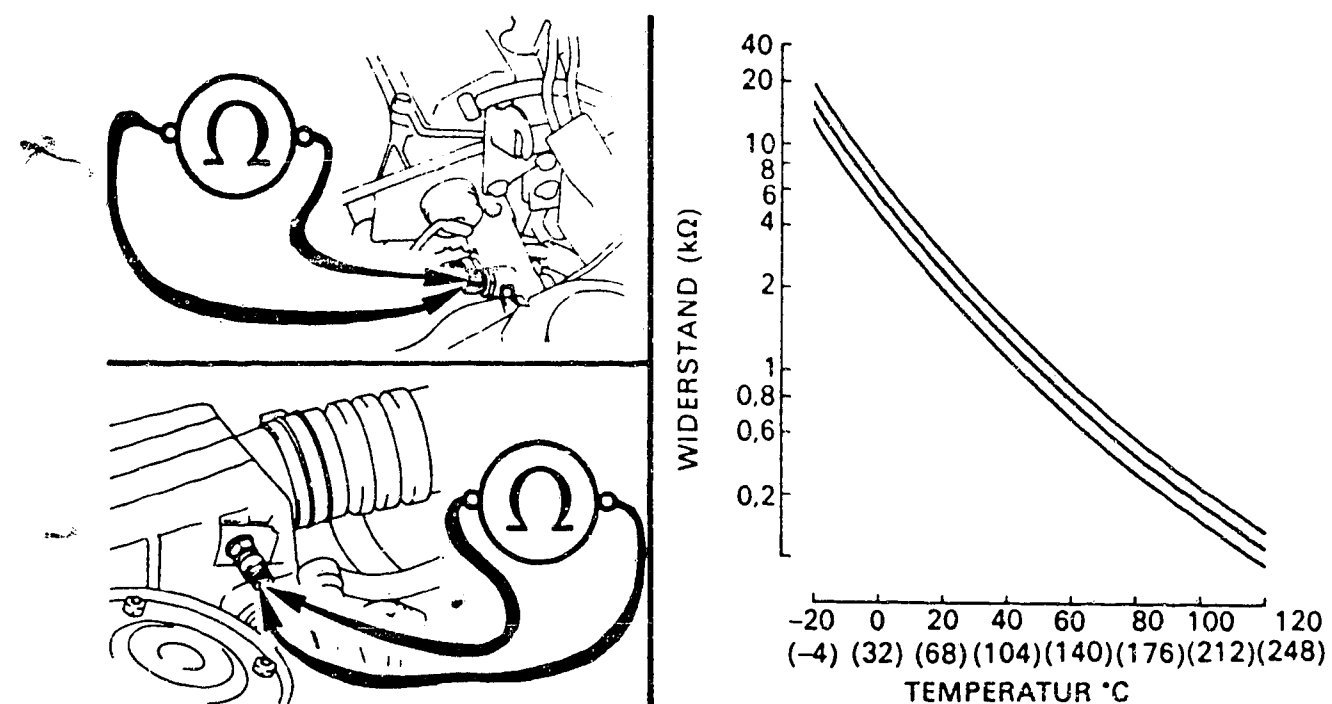 Ω
Ω
WIDERSTAND (kΩ)
40
20
10
8
6
4
2
1
0,8
0,6
0,2
-20 0 20 40 60 80 100 120
(-4) (32) (68) (104) (140) (176) (212) (248)
TEMPERATUR °C